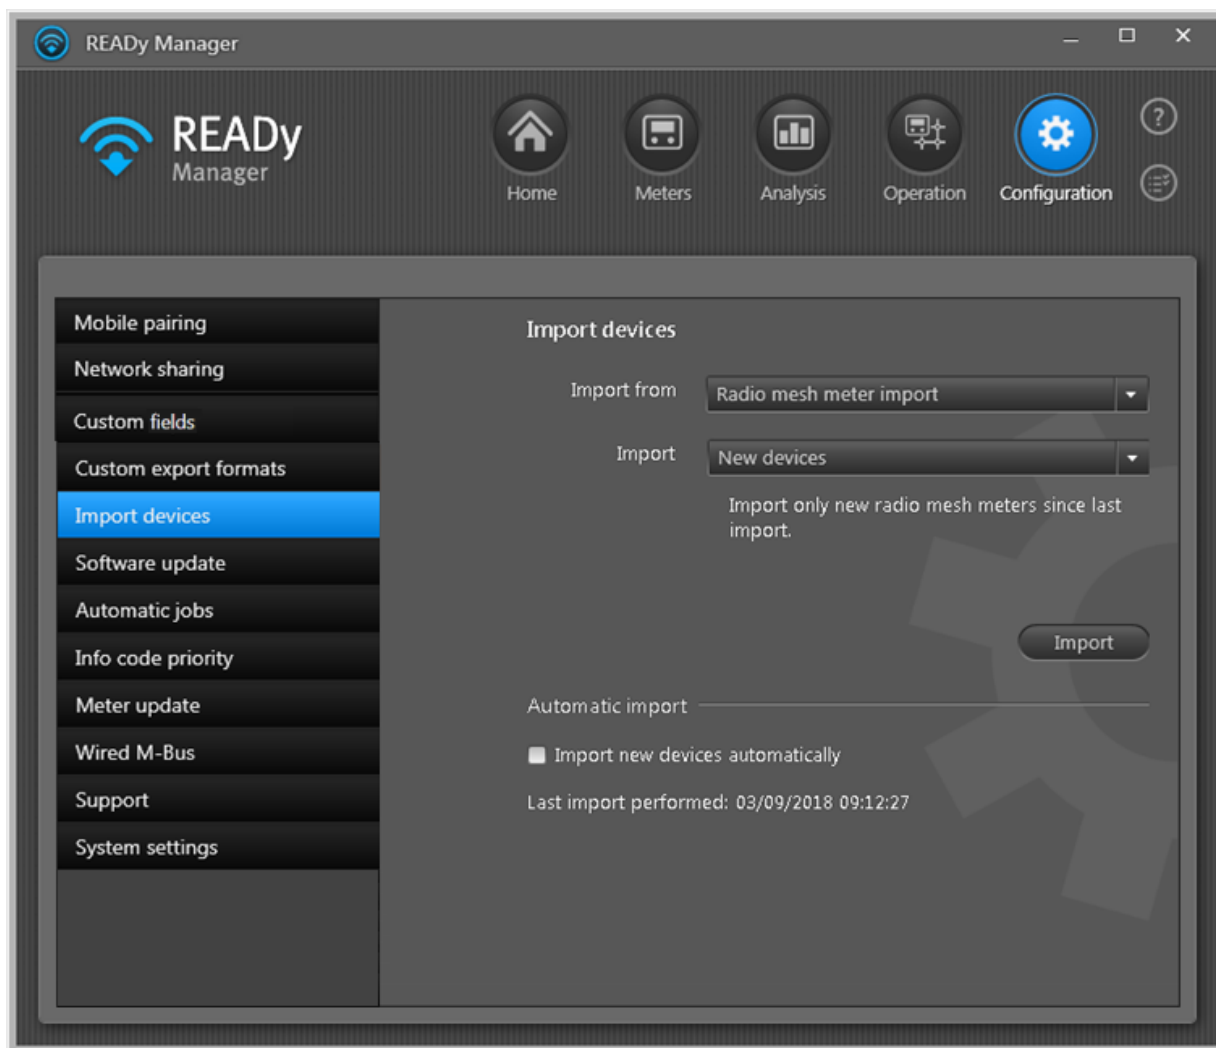 READy Manager
READy
Manager
Home
Meters
Analysis
Operation
Configuration
?
Mobile pairing
Network sharing
Custom fields
Custom export formats
Import devices
Software update
Automatic jobs
Info code priority
Meter update
Wired M-Bus
Support
System settings
Import devices
Import from
Radio mesh meter import
Import
New devices
Import only new radio mesh meters since last
import.
Import
Automatic import
Import new devices automatically
Last import performed: 03/09/2018 09:12:27